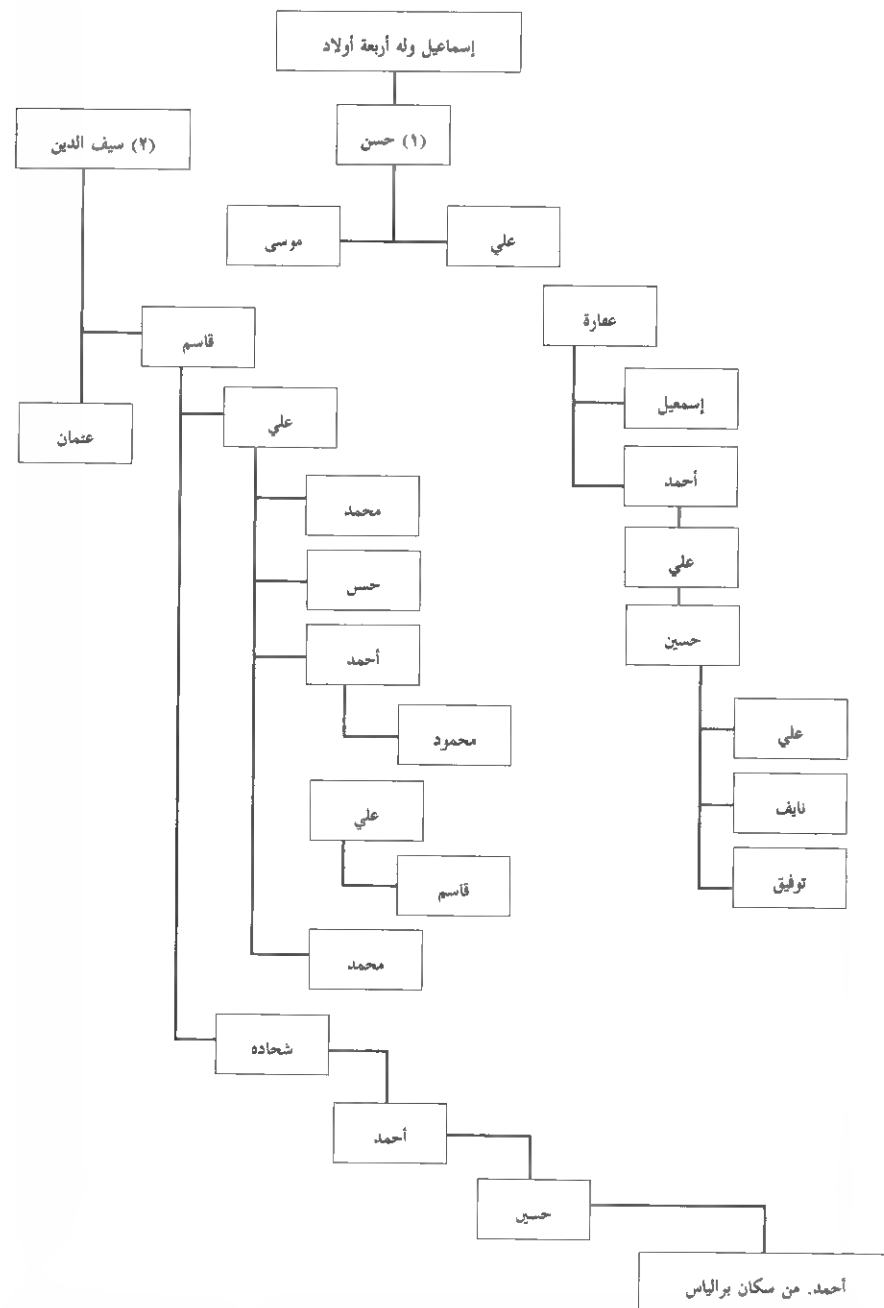 إسماعيل وله أربعة أولاد
(١) حسن
(٢) سيف الدين
علي
موسى
عفارة
قاسم
إسمعيل
علي
عثمان
أحمد
محمد
علي
حسن
حسين
أحمد
علي
محمود
نايف
علي
توفيق
قاسم
محمد
شحاده
أحمد
حسين
أحمد. من سكان برالياس